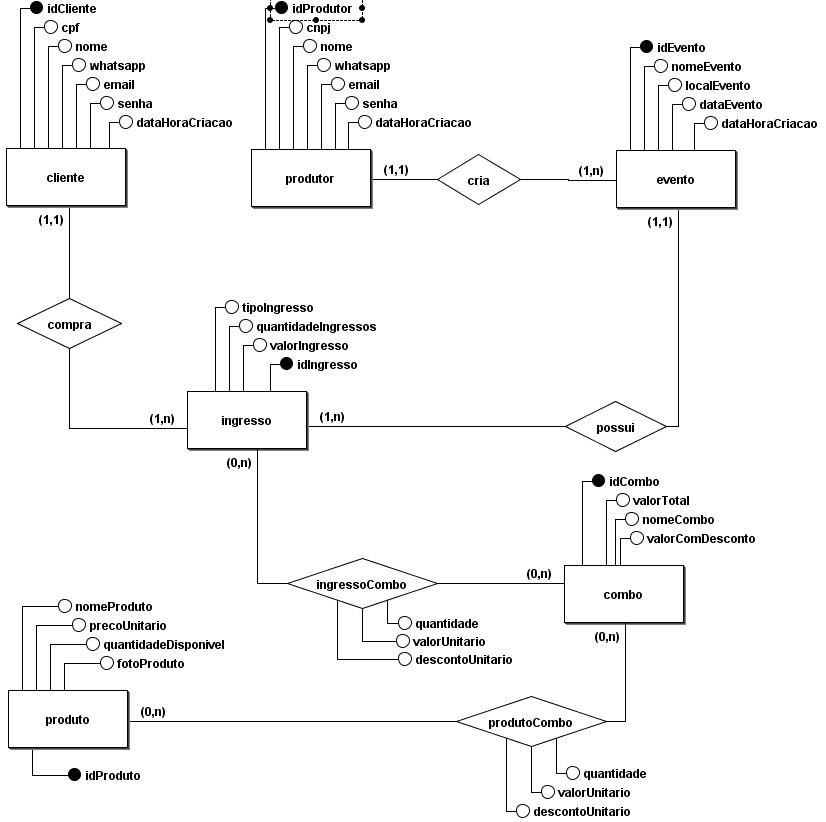 idCliente
cpf
nome
whatsapp
email
senha
dataHoraCriacao
cliente
(1,1)
idProdutor
cnpj
nome
whatsapp
email
senha
dataHoraCriacao
produtor
(1,1)
cria
(1,n)
idEvento
nomeEvento
localEvento
dataEvento
dataHoraCriacao
evento
(1,1)
compra
(1,n)
tipoIngresso
quantidadeIngressos
valorIngresso
idIngresso
ingresso
(1,n)
possui
(0,n)
ingressoCombo
(0,n)
quantidade
valorUnitario
descontoUnitario
idCombo
valorTotal
nomeCombo
valorComDesconto
combo
(0,n)
nomeProduto
precoUnitario
quantidadeDisponivel
fotoProduto
produto
(0,n)
idProduto
produtoCombo
quantidade
valorUnitario
descontoUnitario